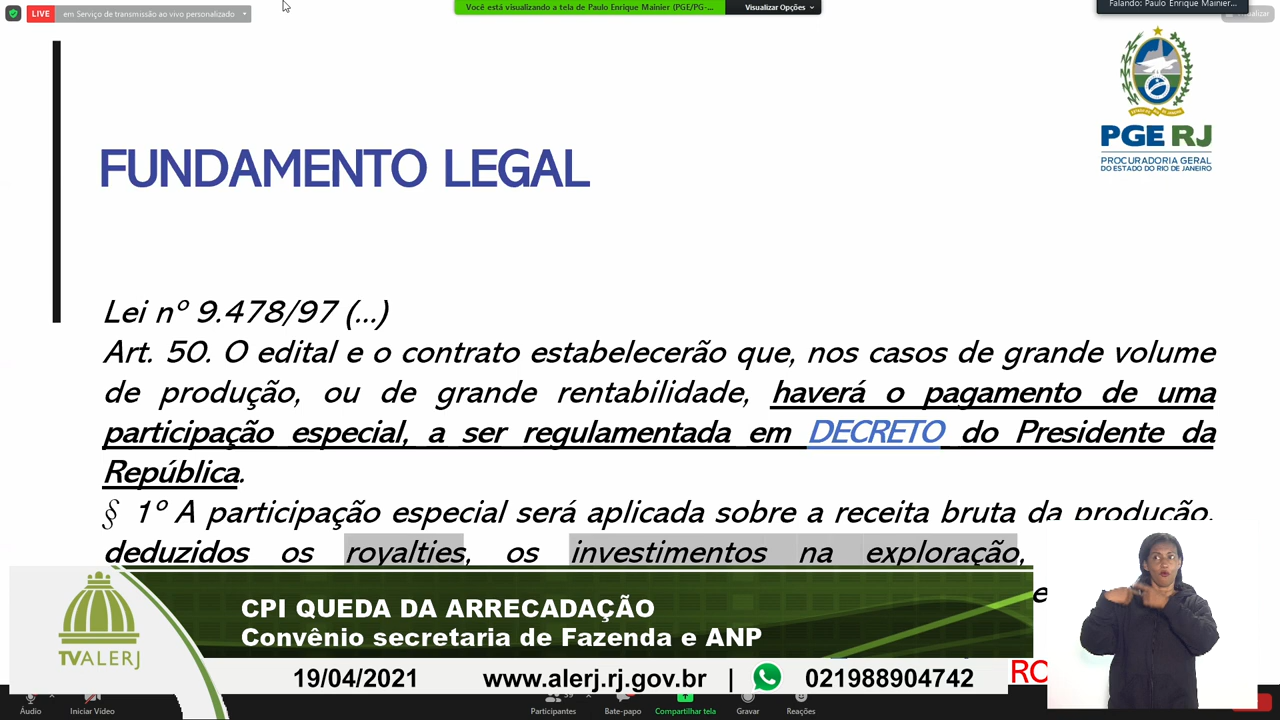 LIVE em Serviço de transmissão ao vivo personalizado
Você está visualizando a tela de Paulo Enrique Mainier (PGE/PG-...
Visualizar Opções
Falando: Paulo Enrique Mainier...
Visualizar
PGE RJ
PROCURADORIA GERAL
DO ESTADO DO RIO DE JANEIRO
FUNDAMENTO LEGAL
Lei nº 9.478/97 (...)
Art. 50. O edital e o contrato estabelecerão que, nos casos de grande volume
de produção, ou de grande rentabilidade, haverá o pagamento de uma
participação especial, a ser regulamentada em DECRETO do Presidente da
República.
§ 1º A participação especial será aplicada sobre a receita bruta da produção,
deduzidos os royalties, os investimentos na exploração,
CPI QUEDA DA ARRECADAÇÃO
Convênio secretaria de Fazenda e ANP
TVALERJ
19/04/2021 www.alerj.rj.gov.br | 021988904742
Áudio
Iniciar Vídeo
Participantes
Bate-papo
Compartilhar tela
Gravar
Reações